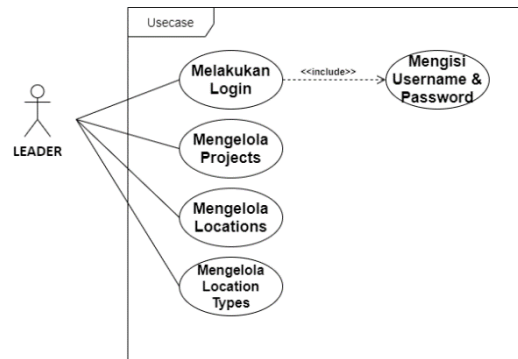 Usecase
Melakukan
Login
<<include>>
Mengisi
Username &
Password
LEADER
Mengelola
Projects
Mengelola
Locations
Mengelola
Location
Types